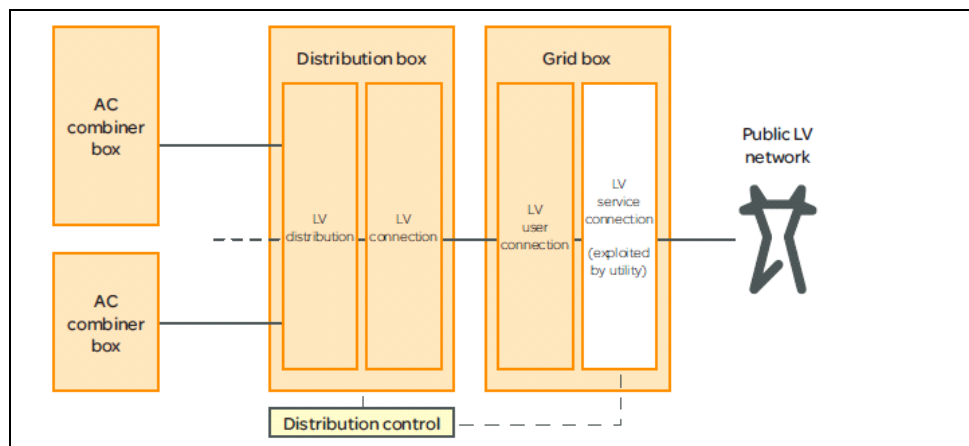 AC
combiner
box
AC
combiner
box
Distribution box
LV
distribution
LV
connection
Grid box
LV
user
connection
LV
service
connection
(exploited
by utility)
Public LV
network
Distribution control